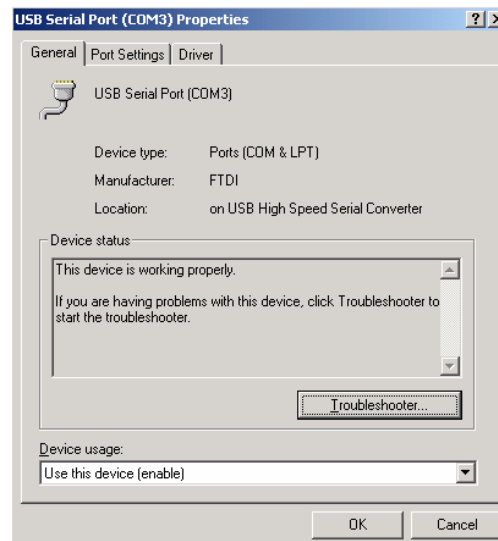 USB Serial Port (COM3) Properties
General Port Settings Driver
USB Serial Port (COM3)
Device type: Ports (COM & LPT)
Manufacturer: FTDI
Location: on USB High Speed Serial Converter
Device status
This device is working properly.
If you are having problems with this device, click Troubleshooter to
start the troubleshooter.
Troubleshooter...
Device usage:
Use this device (enable)
OK Cancel